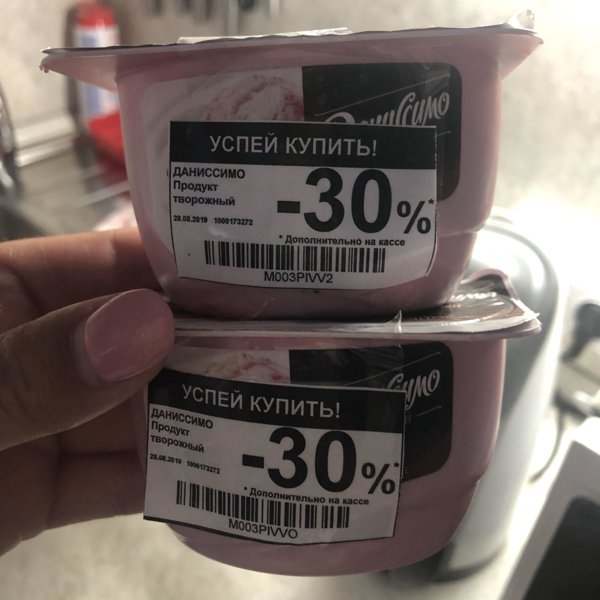 Даниссимо
УСПЕЙ КУПИТЬ!
ДАНИССИМО
Продукт
творожный
28.08.2019 1000173272
-30%*
* Дополнительно на кассе
M003PIVV2
УСПЕЙ КУПИТЬ!
ДАНИССИМО
Продукт
творожный
28.08.2019 1000173272
-30%*
* Дополнительно на кассе
M003PIVVO